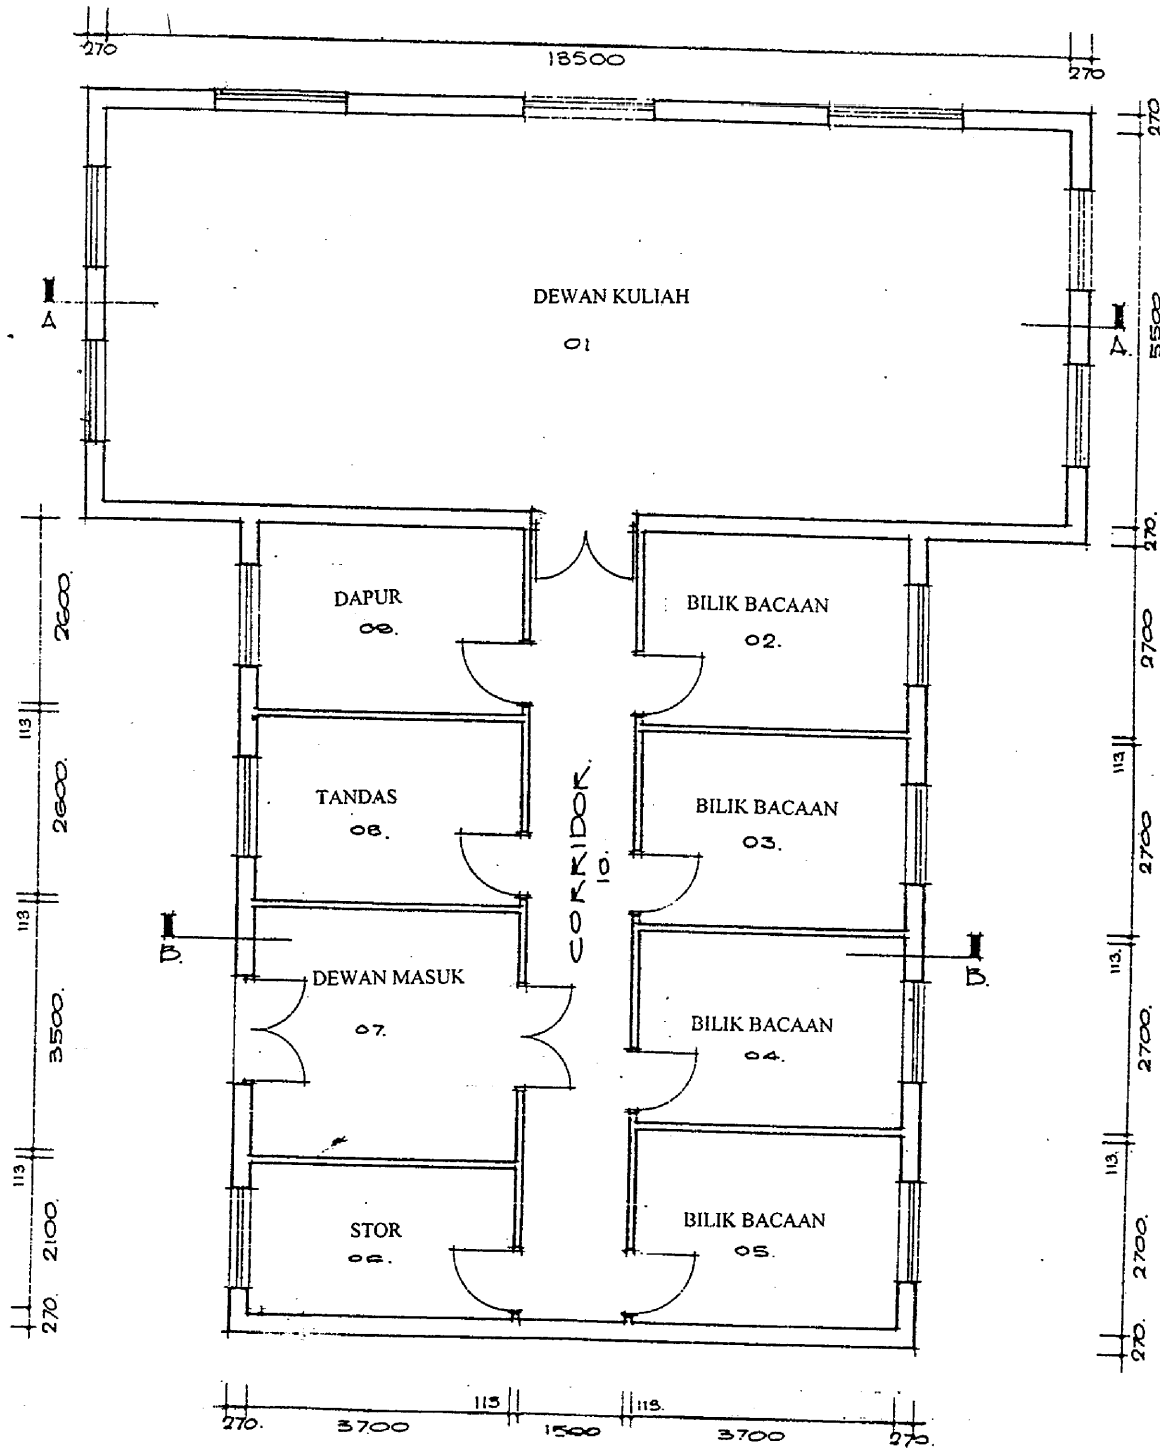 270
13500
270
270
DEWAN KULIAH
01
A
A
5500
270.
DAPUR
09.
BILIK BACAAN
02.
2600.
2700
113
113
TANDAS
08.
BILIK BACAAN
03.
2600.
2700
CORRIDOR.
10.
113
113.
B.
B.
DEWAN MASUK
07.
BILIK BACAAN
04.
3500.
2700.
113
113.
STOR
06.
BILIK BACAAN
05.
2100.
2700.
270.
270.
113
113.
270.
3700
1500
3700
270.